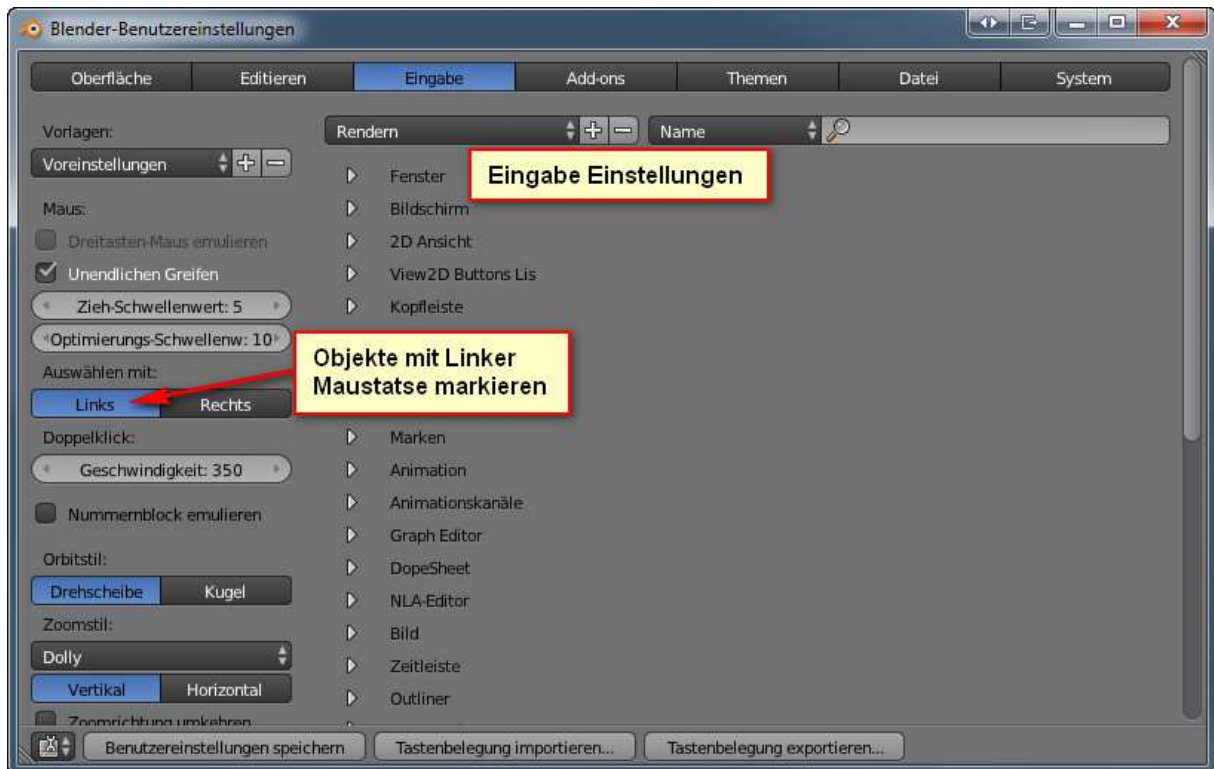 Blender-Benutzereinstellungen
Oberfläche Editieren Eingabe Add-ons Themen Datei System
Vorlagen:
Voreinstellungen
Maus:
Dreitasten-Maus emulieren
Unendlichen Greifen
Zieh-Schwellenwert: 5
Optimierungs-Schwellenw: 10
Auswählen mit:
Links Rechts
Doppelklick:
Geschwindigkeit: 350
Nummernblock emulieren
Orbitstil:
Drehscheibe Kugel
Zoomstil:
Dolly
Vertikal Horizontal
Zoomrichtung umkehren
Rendern Name
Fenster
Bildschirm
2D Ansicht
View2D Buttons Lis
Kopfleiste
Marken
Animation
Animationskanäle
Graph Editor
DopeSheet
NLA-Editor
Bild
Zeitleiste
Outliner
Eingabe Einstellungen
Objekte mit Linker
Maustatse markieren
Benutzereinstellungen speichern Tastenbelegung importieren... Tastenbelegung exportieren...